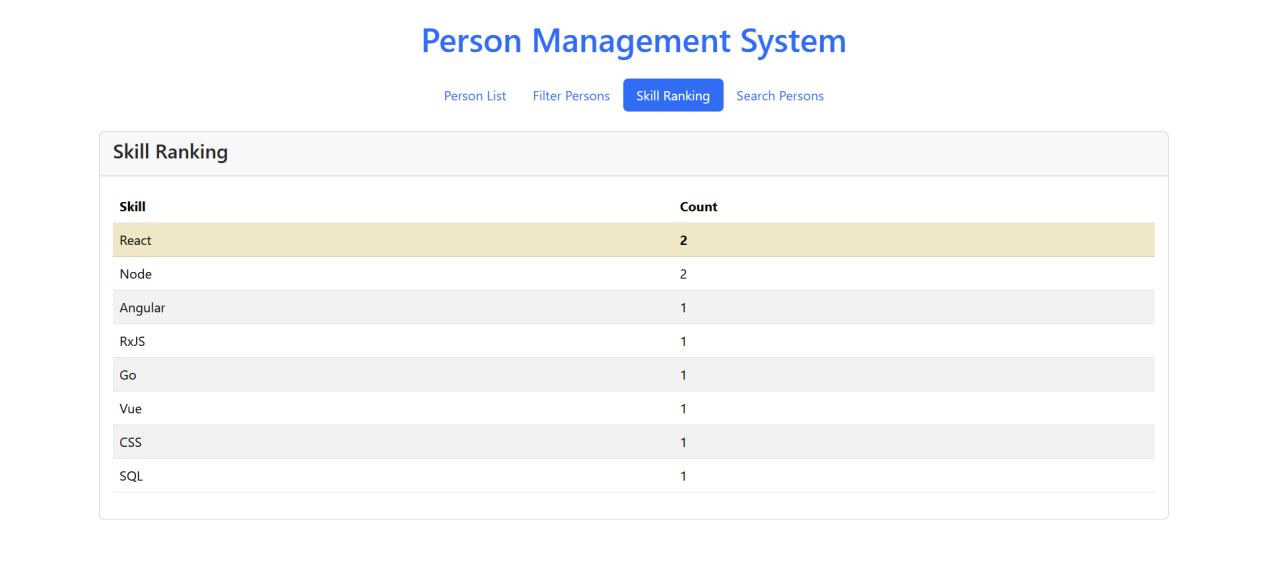 Person Management System
Person List Filter Persons Skill Ranking Search Persons
Skill Ranking
Skill Count
React 2
Node 2
Angular 1
RxJS 1
Go 1
Vue 1
CSS 1
SQL 1